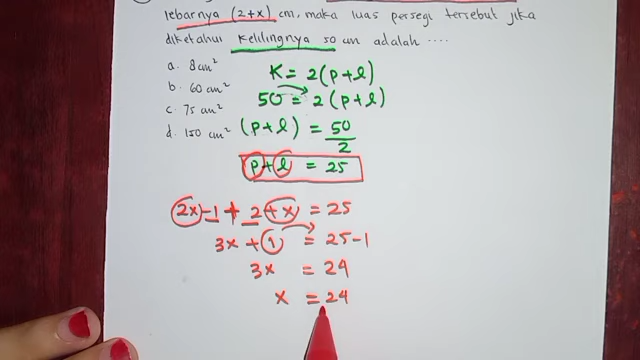 lebarnya (2+x) cm, maka luas persegi tersebut jika
diketahui kelilingnya 50 cm adalah ....
a. 8 cm²
b. 60 cm²
c. 75 cm²
d. 150 cm²
K = 2(p+l)
50 = 2(p+l)
(p+l) = 50/2
p+l = 25
2x-1 + 2+x = 25
3x + 1 = 25-1
3x = 24
x = 24